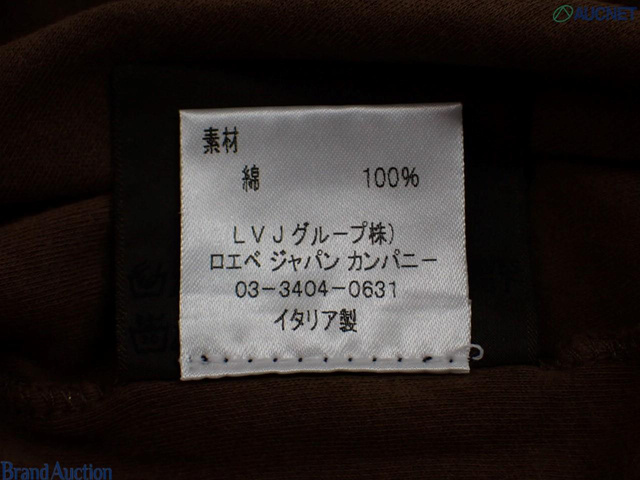 AUCNET
素材
綿 100%
LVJグループ株)
ロエベ ジャパン カンパニー
03-3404-0631
イタリア製
Brand Auction